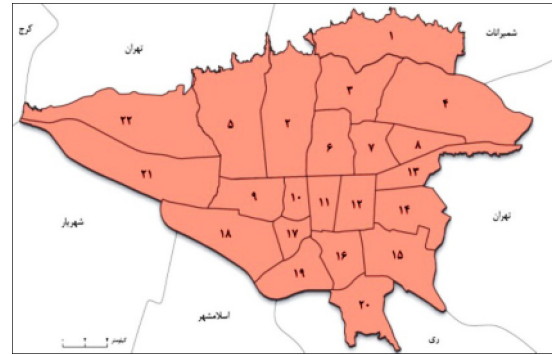 کرج
تهران
شمیرانات
۱
۳
۴
۲۲
۵
۲
۶
۷
۸
۲۱
۱۳
۹
۱۰
۱۱
۱۲
۱۴
شهریار
تهران
۱۸
۱۷
۱۶
۱۵
۱۹
۲۰
اسلامشهر
ری
کیلومتر